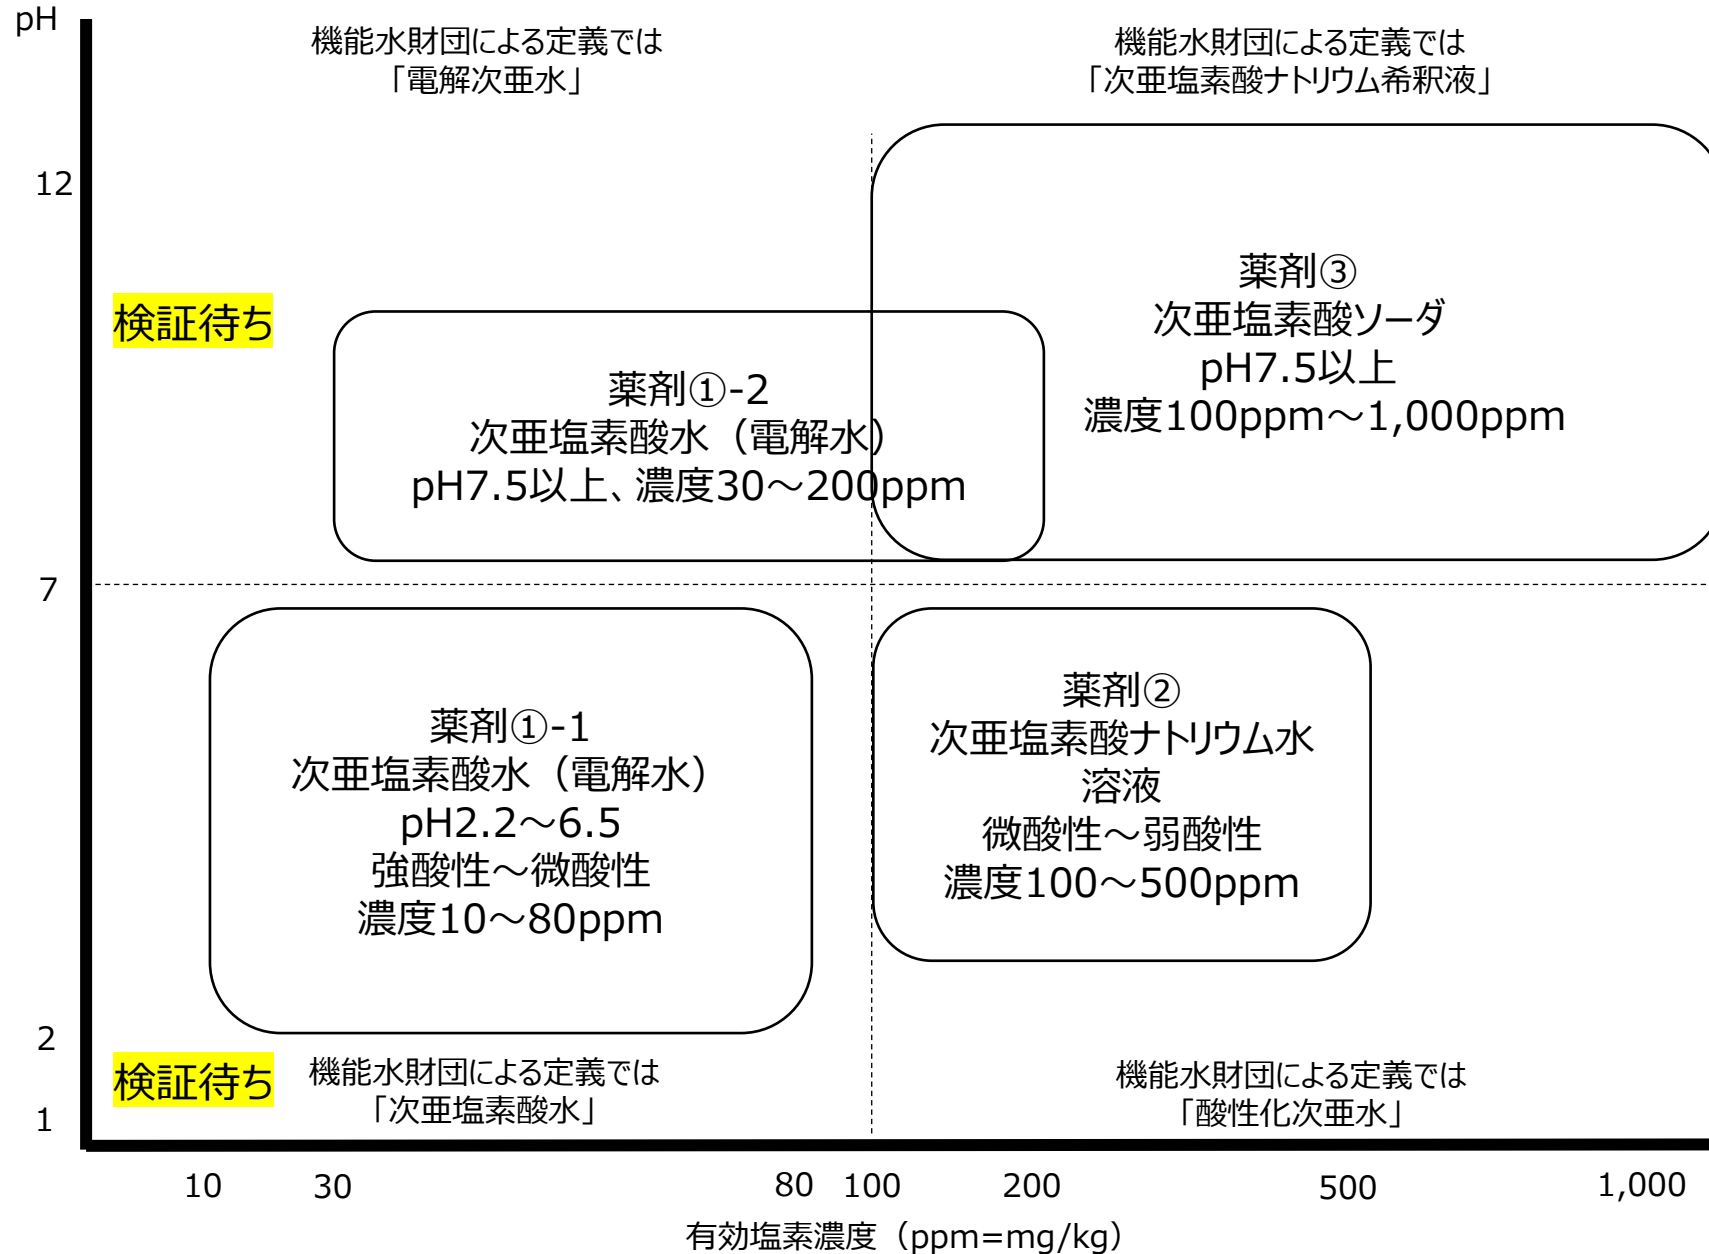 pH
機能水財団による定義では
「電解次亜水」
機能水財団による定義では
「次亜塩素酸ナトリウム希釈液」
12
検証待ち
薬剤①-2
次亜塩素酸水（電解水）
pH7.5以上、濃度30～200ppm
薬剤③
次亜塩素酸ソーダ
pH7.5以上
濃度100ppm～1,000ppm
7
薬剤①-1
次亜塩素酸水（電解水）
pH2.2～6.5
強酸性～微酸性
濃度10～80ppm
薬剤②
次亜塩素酸ナトリウム水
溶液
微酸性～弱酸性
濃度100～500ppm
2
検証待ち
機能水財団による定義では
「次亜塩素酸水」
機能水財団による定義では
「酸性化次亜水」
1
10 30 80 100 200 500 1,000
有効塩素濃度（ppm=mg/kg）